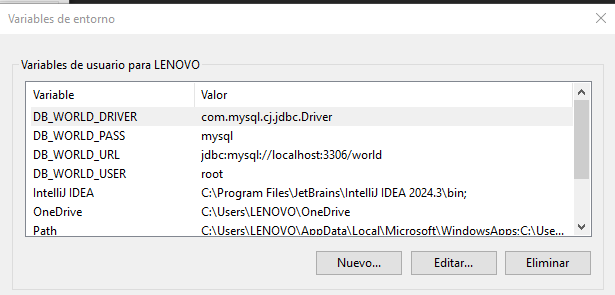 Variables de entorno
Variables de usuario para LENOVO
Variable Valor
DB_WORLD_DRIVER com.mysql.cj.jdbc.Driver
DB_WORLD_PASS mysql
DB_WORLD_URL jdbc:mysql://localhost:3306/world
DB_WORLD_USER root
IntelliJ IDEA C:\Program Files\JetBrains\IntelliJ IDEA 2024.3\bin;
OneDrive C:\Users\LENOVO\OneDrive
Path C:\Users\LENOVO\AppData\Local\Microsoft\WindowsApps;C:\Use...
Nuevo... Editar... Eliminar